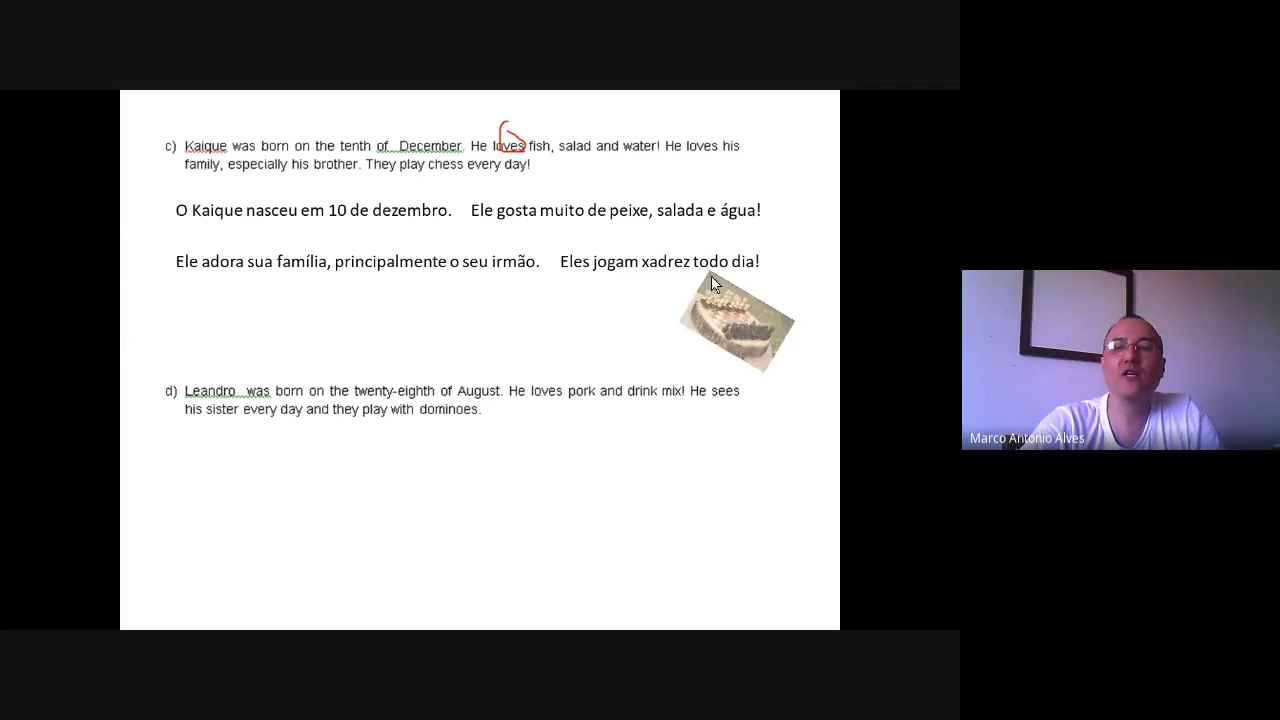 c) Kaique was born on the tenth of December. He loves fish, salad and water! He loves his
family, especially his brother. They play chess every day!
O Kaique nasceu em 10 de dezembro. Ele gosta muito de peixe, salada e água!
Ele adora sua família, principalmente o seu irmão. Eles jogam xadrez todo dia!
d) Leandro was born on the twenty-eighth of August. He loves pork and drink mix! He sees
his sister every day and they play with dominoes.
Marco Antonio Alves